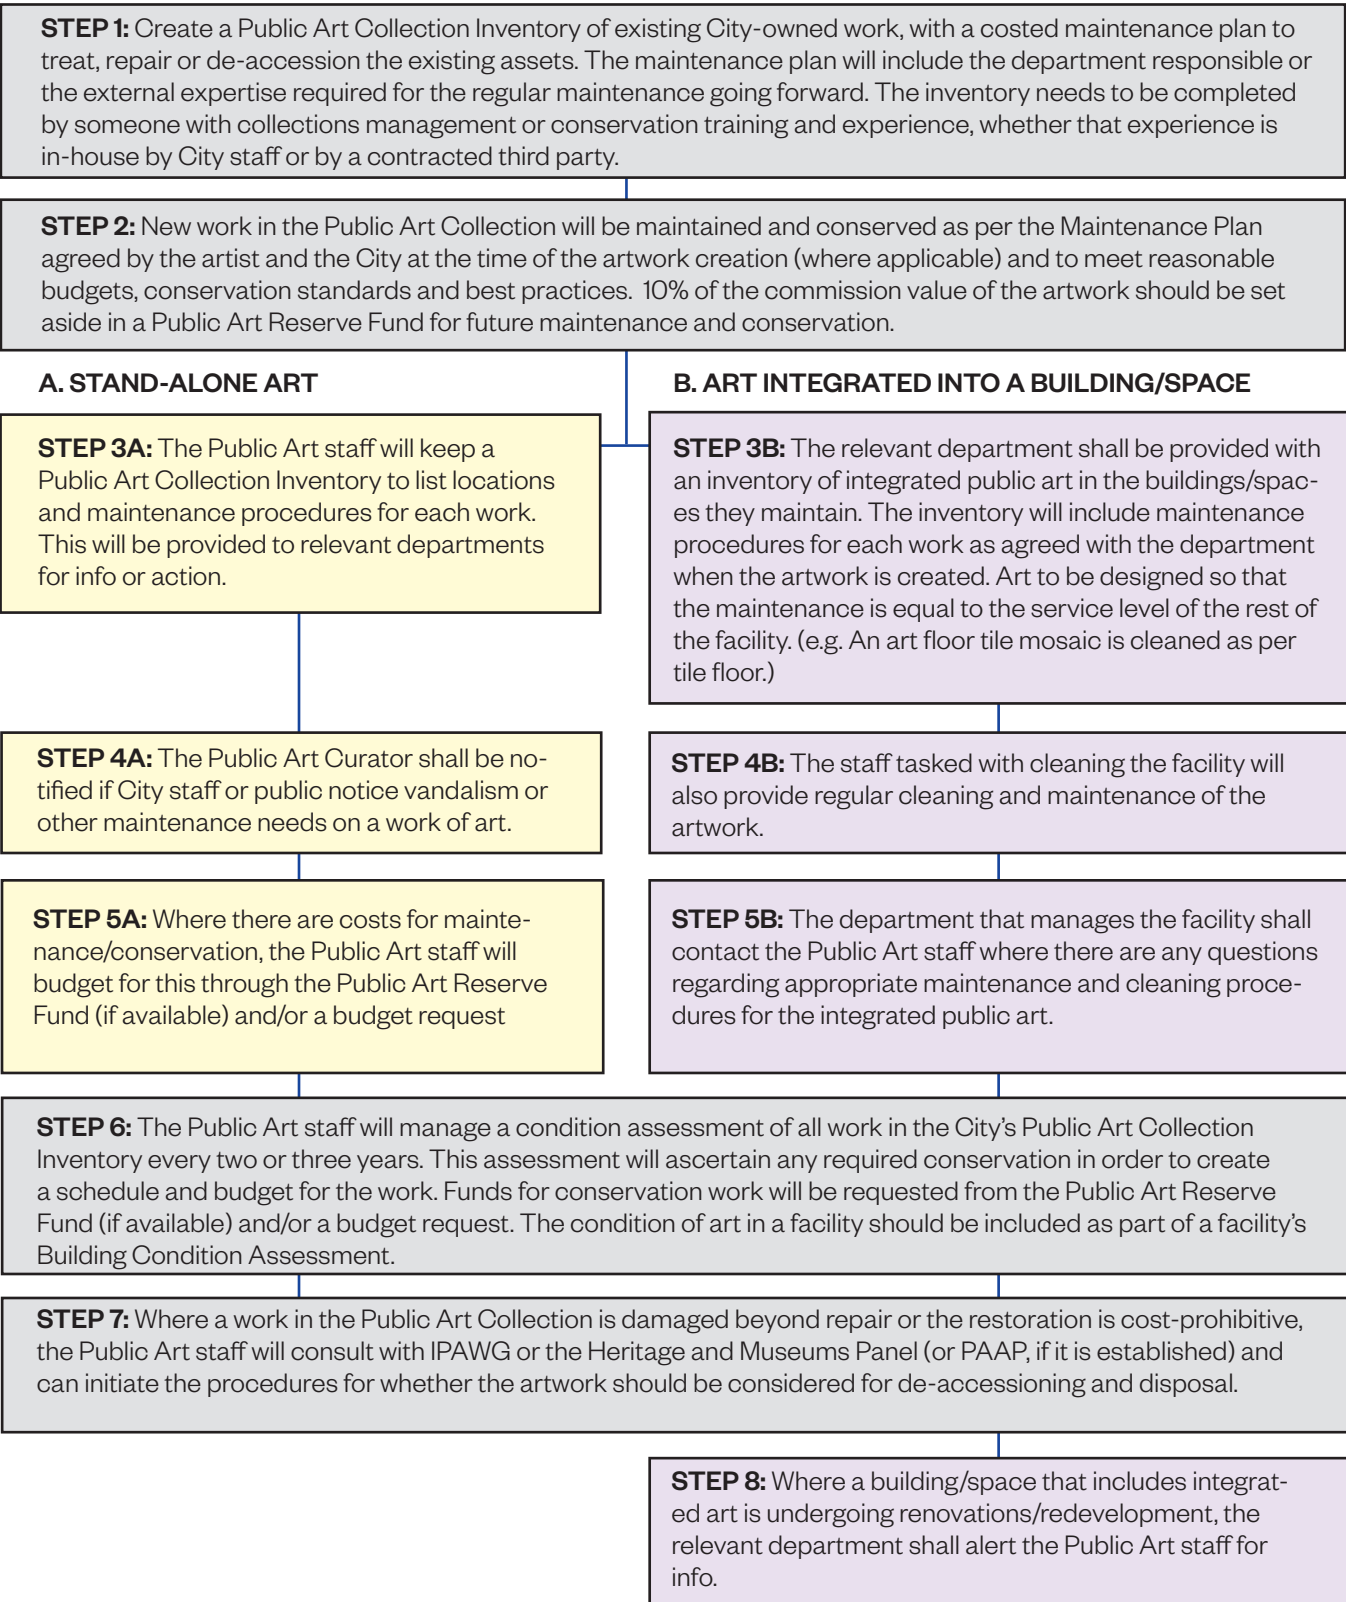 STEP 1: Create a Public Art Collection Inventory of existing City-owned work, with a costed maintenance plan to
treat, repair or de-accession the existing assets. The maintenance plan will include the department responsible or
the external expertise required for the regular maintenance going forward. The inventory needs to be completed
by someone with collections management or conservation training and experience, whether that experience is
in-house by City staff or by a contracted third party.
STEP 2: New work in the Public Art Collection will be maintained and conserved as per the Maintenance Plan
agreed by the artist and the City at the time of the artwork creation (where applicable) and to meet reasonable
budgets, conservation standards and best practices. 10% of the commission value of the artwork should be set
aside in a Public Art Reserve Fund for future maintenance and conservation.
A. STAND-ALONE ART
STEP 3A: The Public Art staff will keep a
Public Art Collection Inventory to list locations
and maintenance procedures for each work.
This will be provided to relevant departments
for info or action.
STEP 4A: The Public Art Curator shall be no-
tified if City staff or public notice vandalism or
other maintenance needs on a work of art.
STEP 5A: Where there are costs for mainte-
nance/conservation, the Public Art staff will
budget for this through the Public Art Reserve
Fund (if available) and/or a budget request
B. ART INTEGRATED INTO A BUILDING/SPACE
STEP 3B: The relevant department shall be provided with
an inventory of integrated public art in the buildings/spac-
es they maintain. The inventory will include maintenance
procedures for each work as agreed with the department
when the artwork is created. Art to be designed so that
the maintenance is equal to the service level of the rest of
the facility. (e.g. An art floor tile mosaic is cleaned as per
tile floor.)
STEP 4B: The staff tasked with cleaning the facility will
also provide regular cleaning and maintenance of the
artwork.
STEP 5B: The department that manages the facility shall
contact the Public Art staff where there are any questions
regarding appropriate maintenance and cleaning proce-
dures for the integrated public art.
STEP 6: The Public Art staff will manage a condition assessment of all work in the City's Public Art Collection
Inventory every two or three years. This assessment will ascertain any required conservation in order to create
a schedule and budget for the work. Funds for conservation work will be requested from the Public Art Reserve
Fund (if available) and/or a budget request. The condition of art in a facility should be included as part of a facility's
Building Condition Assessment.
STEP 7: Where a work in the Public Art Collection is damaged beyond repair or the restoration is cost-prohibitive,
the Public Art staff will consult with IPAWG or the Heritage and Museums Panel (or PAAP, if it is established) and
can initiate the procedures for whether the artwork should be considered for de-accessioning and disposal.
STEP 8: Where a building/space that includes integrat-
ed art is undergoing renovations/redevelopment, the
relevant department shall alert the Public Art staff for
info.